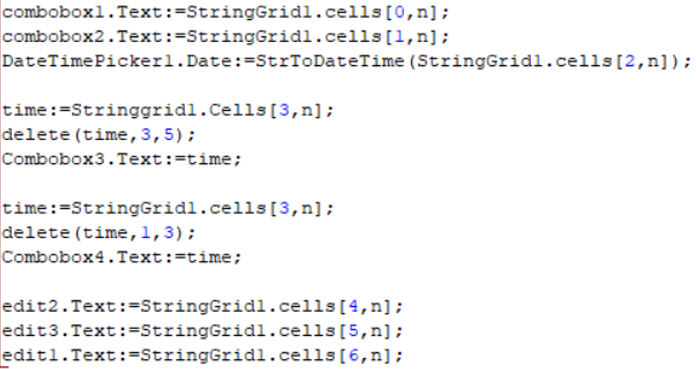 combobox1.Text:=StringGrid1.cells[0,n];
combobox2.Text:=StringGrid1.cells[1,n];
DateTimePicker1.Date:=StrToDateTime(StringGrid1.cells[2,n]);
time:=Stringgrid1.Cells[3,n];
delete(time,3,5);
Combobox3.Text:=time;
time:=StringGrid1.cells[3,n];
delete(time,1,3);
Combobox4.Text:=time;
edit2.Text:=StringGrid1.cells[4,n];
edit3.Text:=StringGrid1.cells[5,n];
edit1.Text:=StringGrid1.cells[6,n];